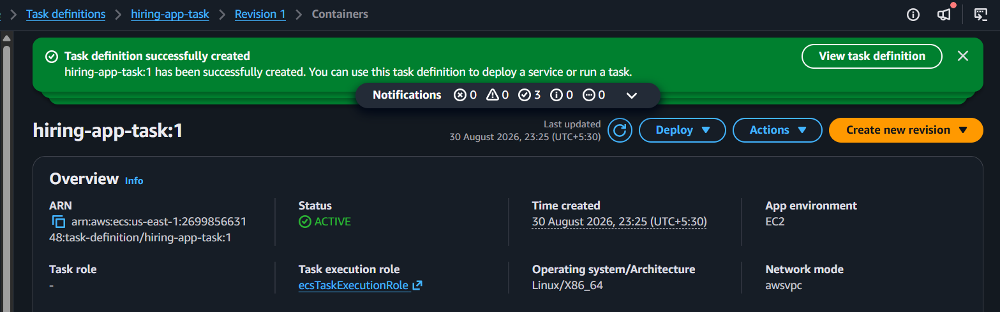 Task definitions > hiring-app-task > Revision 1 > Containers
Task definition successfully created
View task definition
hiring-app-task:1 has been successfully created. You can use this task definition to deploy a service or run a task.
Notifications 0 0 3 0 0
hiring-app-task:1
Last updated
30 August 2026, 23:25 (UTC+5:30)
Deploy
Actions
Create new revision
Overview Info
ARN
arn:aws:ecs:us-east-1:2699856631
48:task-definition/hiring-app-task:1
Status
ACTIVE
Time created
30 August 2026, 23:25 (UTC+5:30)
App environment
EC2
Task role
-
Task execution role
ecsTaskExecutionRole
Operating system/Architecture
Linux/X86_64
Network mode
awsvpc